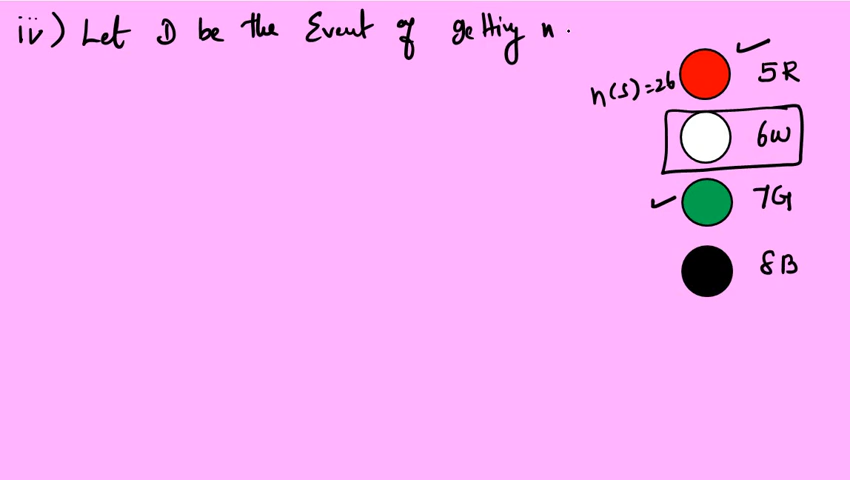 iv) Let D be the Event of getting n.
n(S)=26
5R
6W
7G
8B